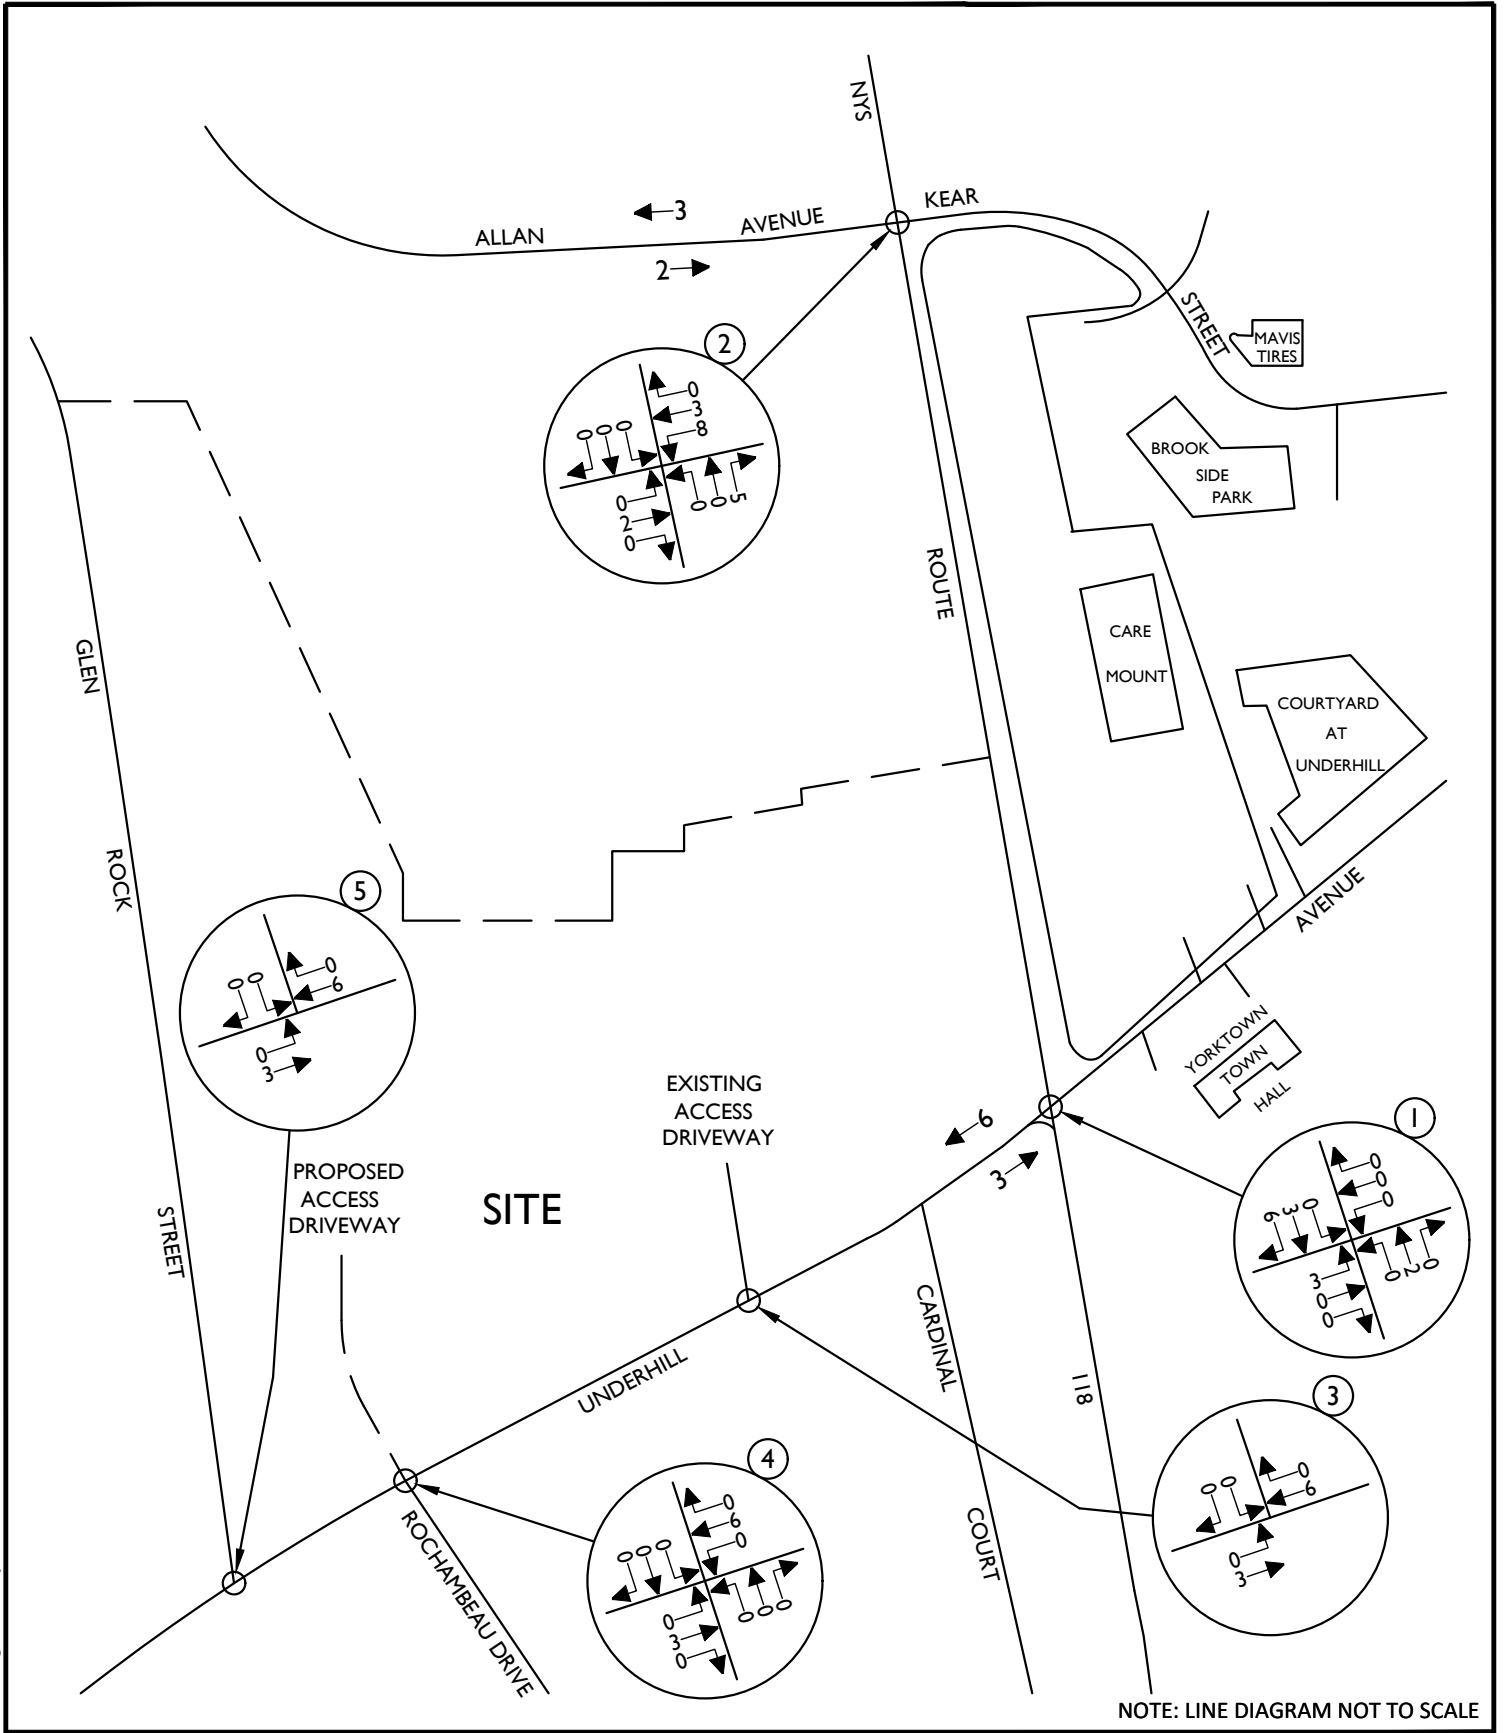 NYS
KEAR
3
ALLAN
AVENUE
2
STREET
MAVIS
TIRES
2
0
3
8
0 0 0
0
2
0
0 0 5
BROOK
SIDE
PARK
ROUTE
CARE
MOUNT
GLEN
COURTYARD
AT
UNDERHILL
ROCK
5
0
6
0 0
0
3
AVENUE
YORKTOWN
TOWN
HALL
EXISTING
ACCESS
DRIVEWAY
6
3
1
0
0
0
6 3 0
3
0
0
0 2 0
PROPOSED
ACCESS
DRIVEWAY
SITE
STREET
CARDINAL
UNDERHILL
118
3
0
6
0 0
0
3
4
0
6
0
0 0 0
0
3
0
0 0 0
ROCHAMBEAU DRIVE
COURT
NOTE: LINE DIAGRAM NOT TO SCALE